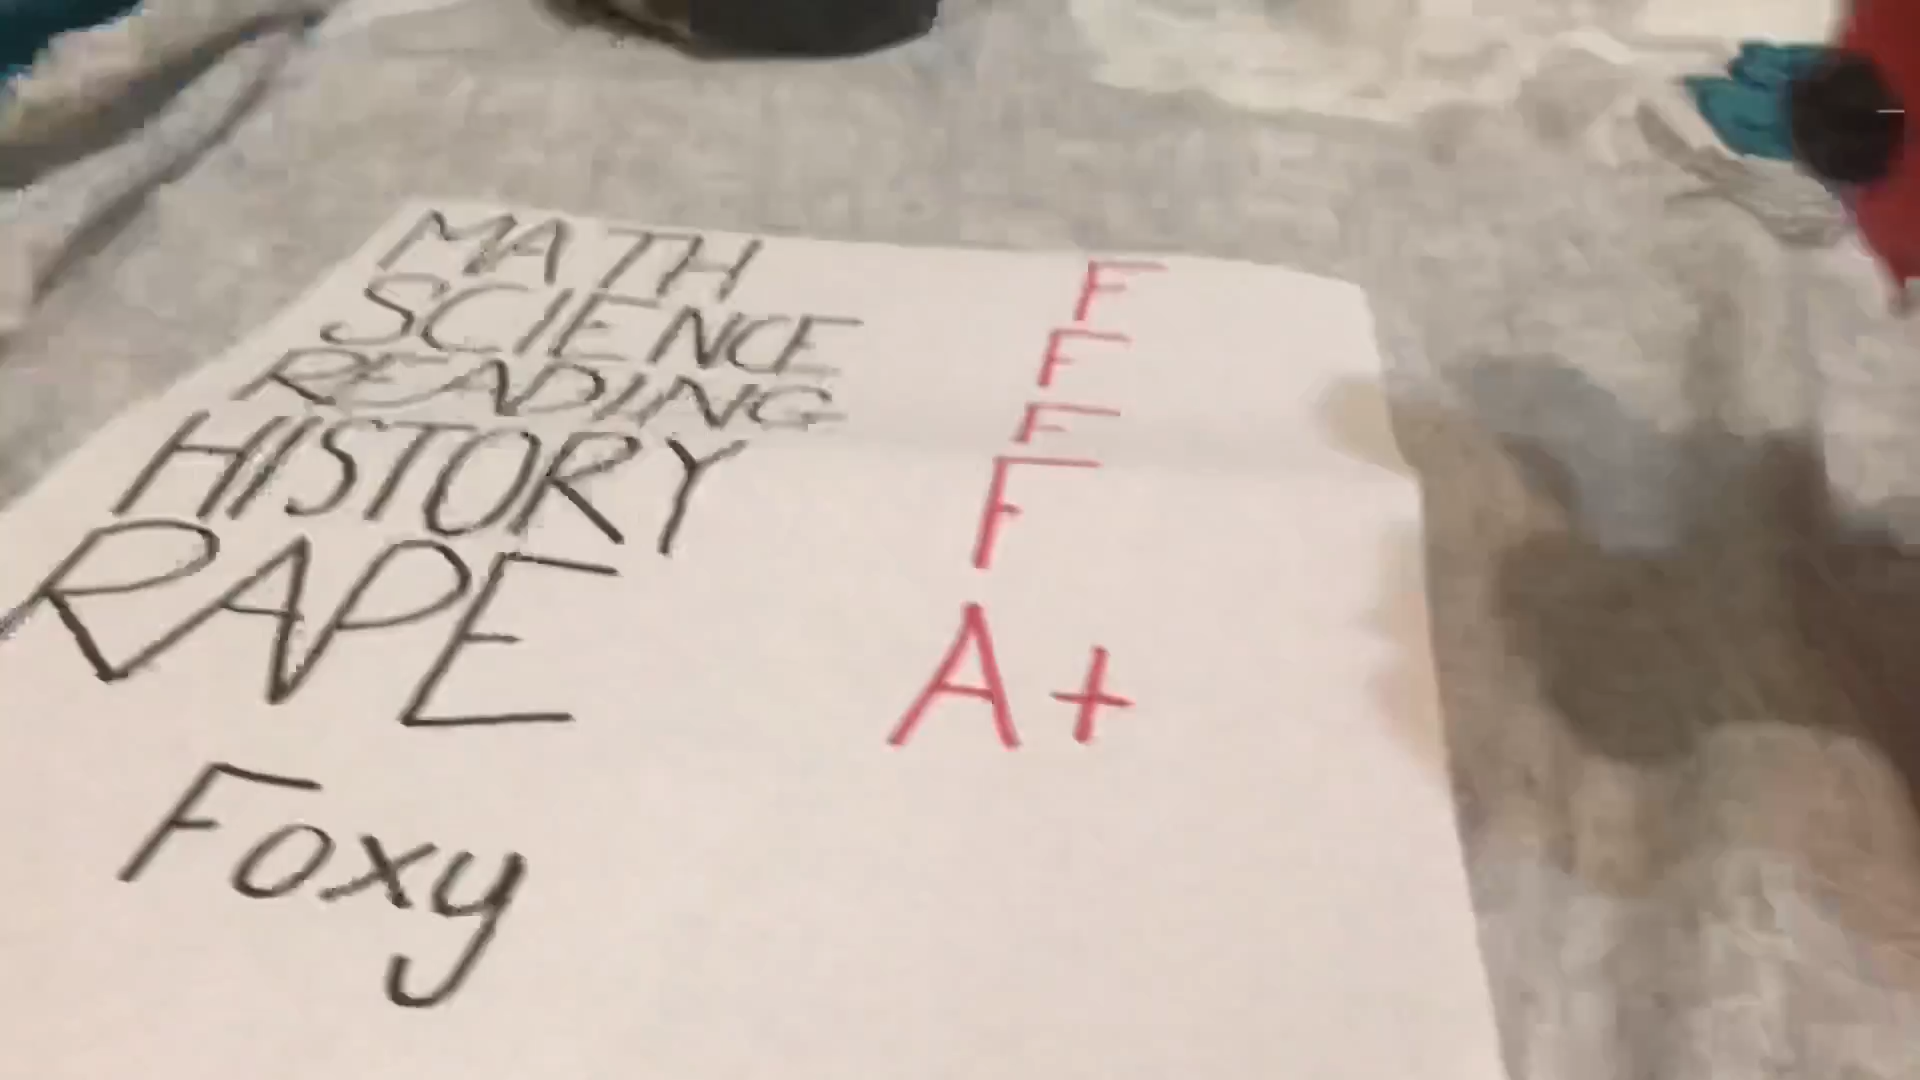 MATH F
SCIENCE F
READING F
HISTORY F
RAPE A+
Foxy